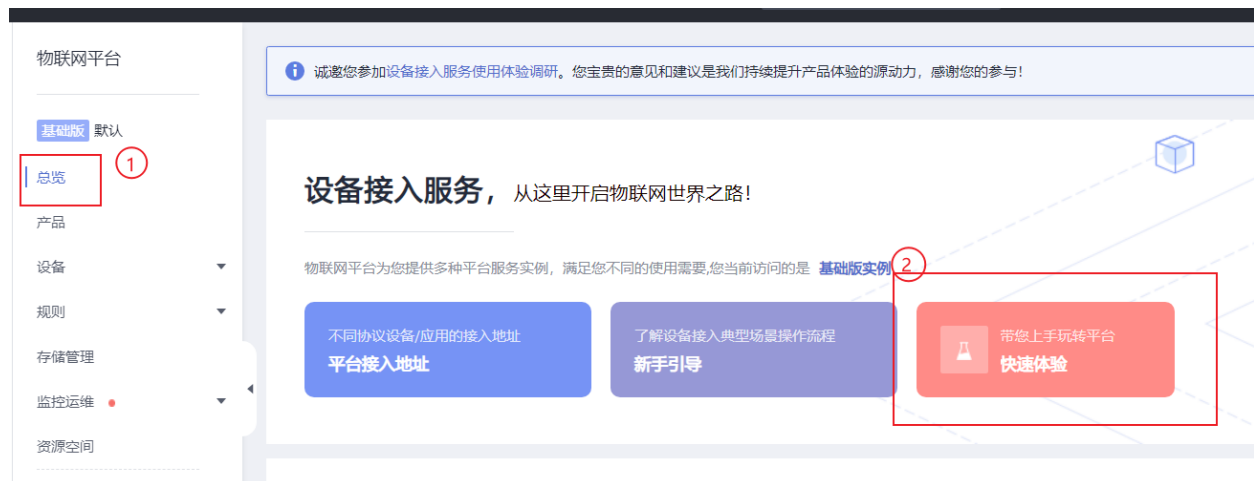 物联网平台
诚邀您参加设备接入服务使用体验调研。您宝贵的意见和建议是我们持续提升产品体验的源动力，感谢您的参与！
基础版 默认
总览
1
产品
设备
规则
存储管理
监控运维
资源空间
设备接入服务，从这里开启物联网世界之路！
物联网平台为您提供多种平台服务实例，满足您不同的使用需要,您当前访问的是 基础版实例
2
不同协议设备/应用的接入地址
平台接入地址
了解设备接入典型场景操作流程
新手引导
带您上手玩转平台
快速体验